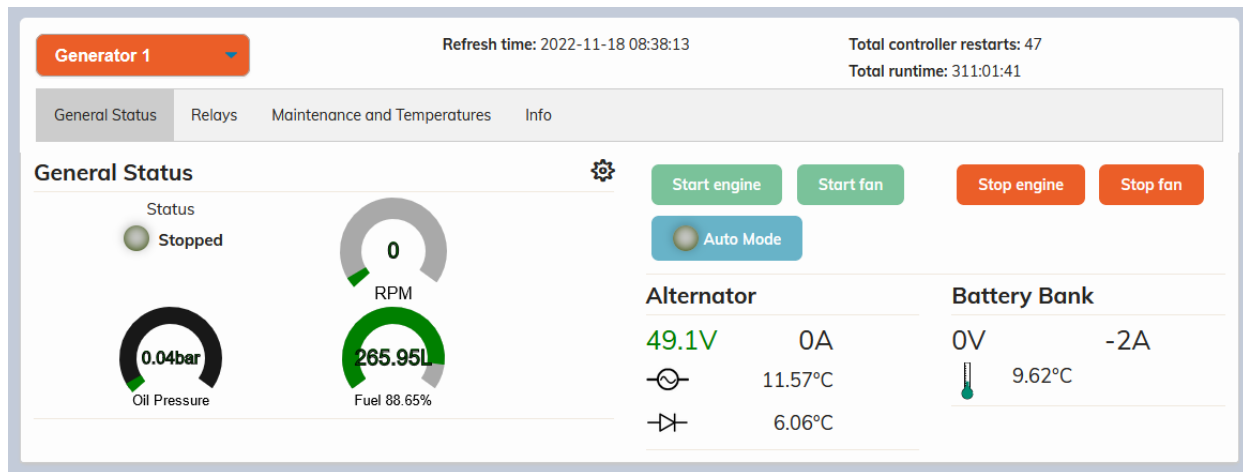 Generator 1
Refresh time: 2022-11-18 08:38:13
Total controller restarts: 47
Total runtime: 311:01:41
General Status Relays Maintenance and Temperatures Info
General Status
Status
Stopped
0
RPM
0.04bar
Oil Pressure
265.95L
Fuel 88.65%
Start engine Start fan Stop engine Stop fan
Auto Mode
Alternator
49.1V 0A
11.57°C
6.06°C
Battery Bank
0V -2A
9.62°C